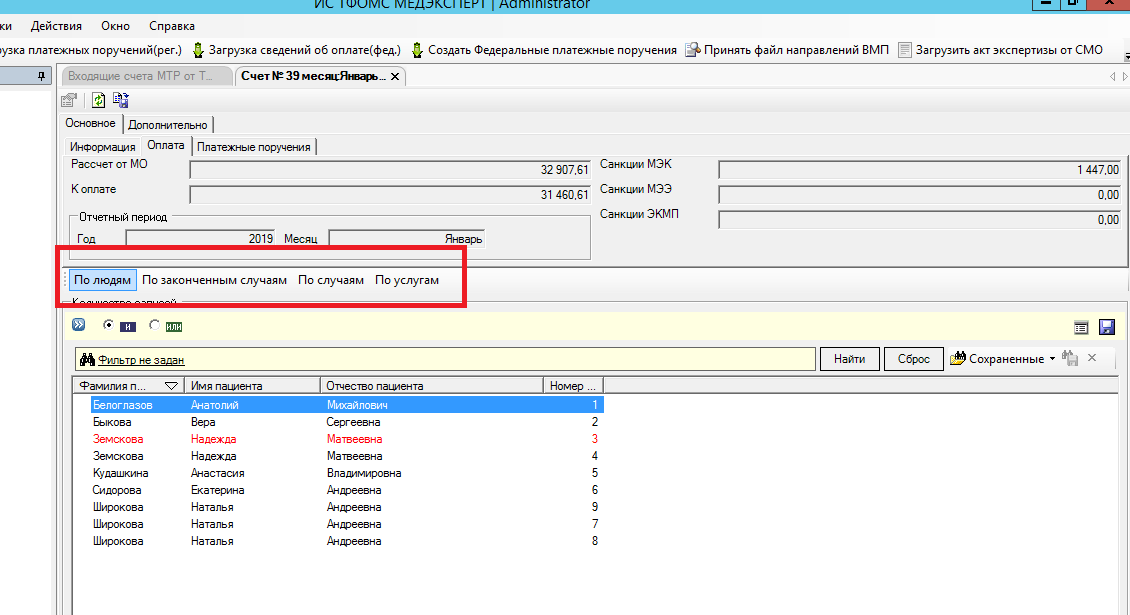 ИС ТФОМС МЕДЭКСПЕРТ | Administrator
ки Действия Окно Справка
узка платежных поручений(рег.) Загрузка сведений об оплате(фед.) Создать Федеральные платежные поручения Принять файл направлений ВМП Загрузить акт экспертизы от СМО
Входящие счета МТР от Т... Счет № 39 месяц:Январь...
Основное Дополнительно
Информация Оплата Платежные поручения
Рассчет от МО 32 907,61 Санкции МЭК 1 447,00
К оплате 31 460,61 Санкции МЭЭ 0,00
Санкции ЭКМП 0,00
Отчетный период
Год 2019 Месяц Январь
По людям По законченным случаям По случаям По услугам
Количество записей
И ИЛИ
Фильтр не задан Найти Сброс Сохраненные
Фамилия п... Имя пациента Отчество пациента Номер ...
Белоглазов Анатолий Михайлович 1
Быкова Вера Сергеевна 2
Земскова Надежда Матвеевна 3
Земскова Надежда Матвеевна 4
Кудашкина Анастасия Владимировна 5
Сидорова Екатерина Андреевна 6
Широкова Наталья Андреевна 9
Широкова Наталья Андреевна 7
Широкова Наталья Андреевна 8